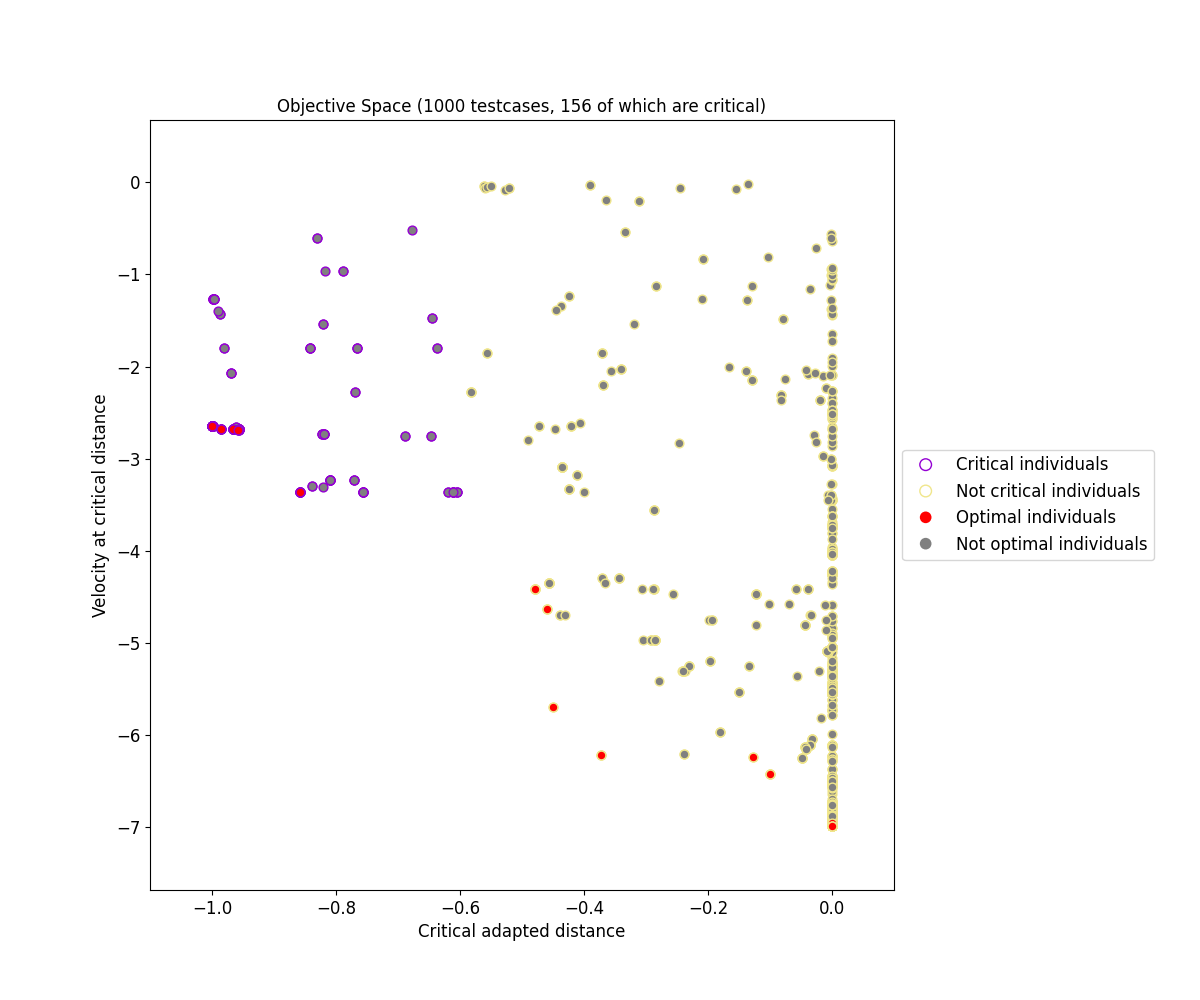 Objective Space (1000 testcases, 156 of which are critical)
0
−1
−2
−3
−4
−5
−6
−7
Velocity at critical distance
−1.0 −0.8 −0.6 −0.4 −0.2 0.0
Critical adapted distance
Critical individuals
Not critical individuals
Optimal individuals
Not optimal individuals